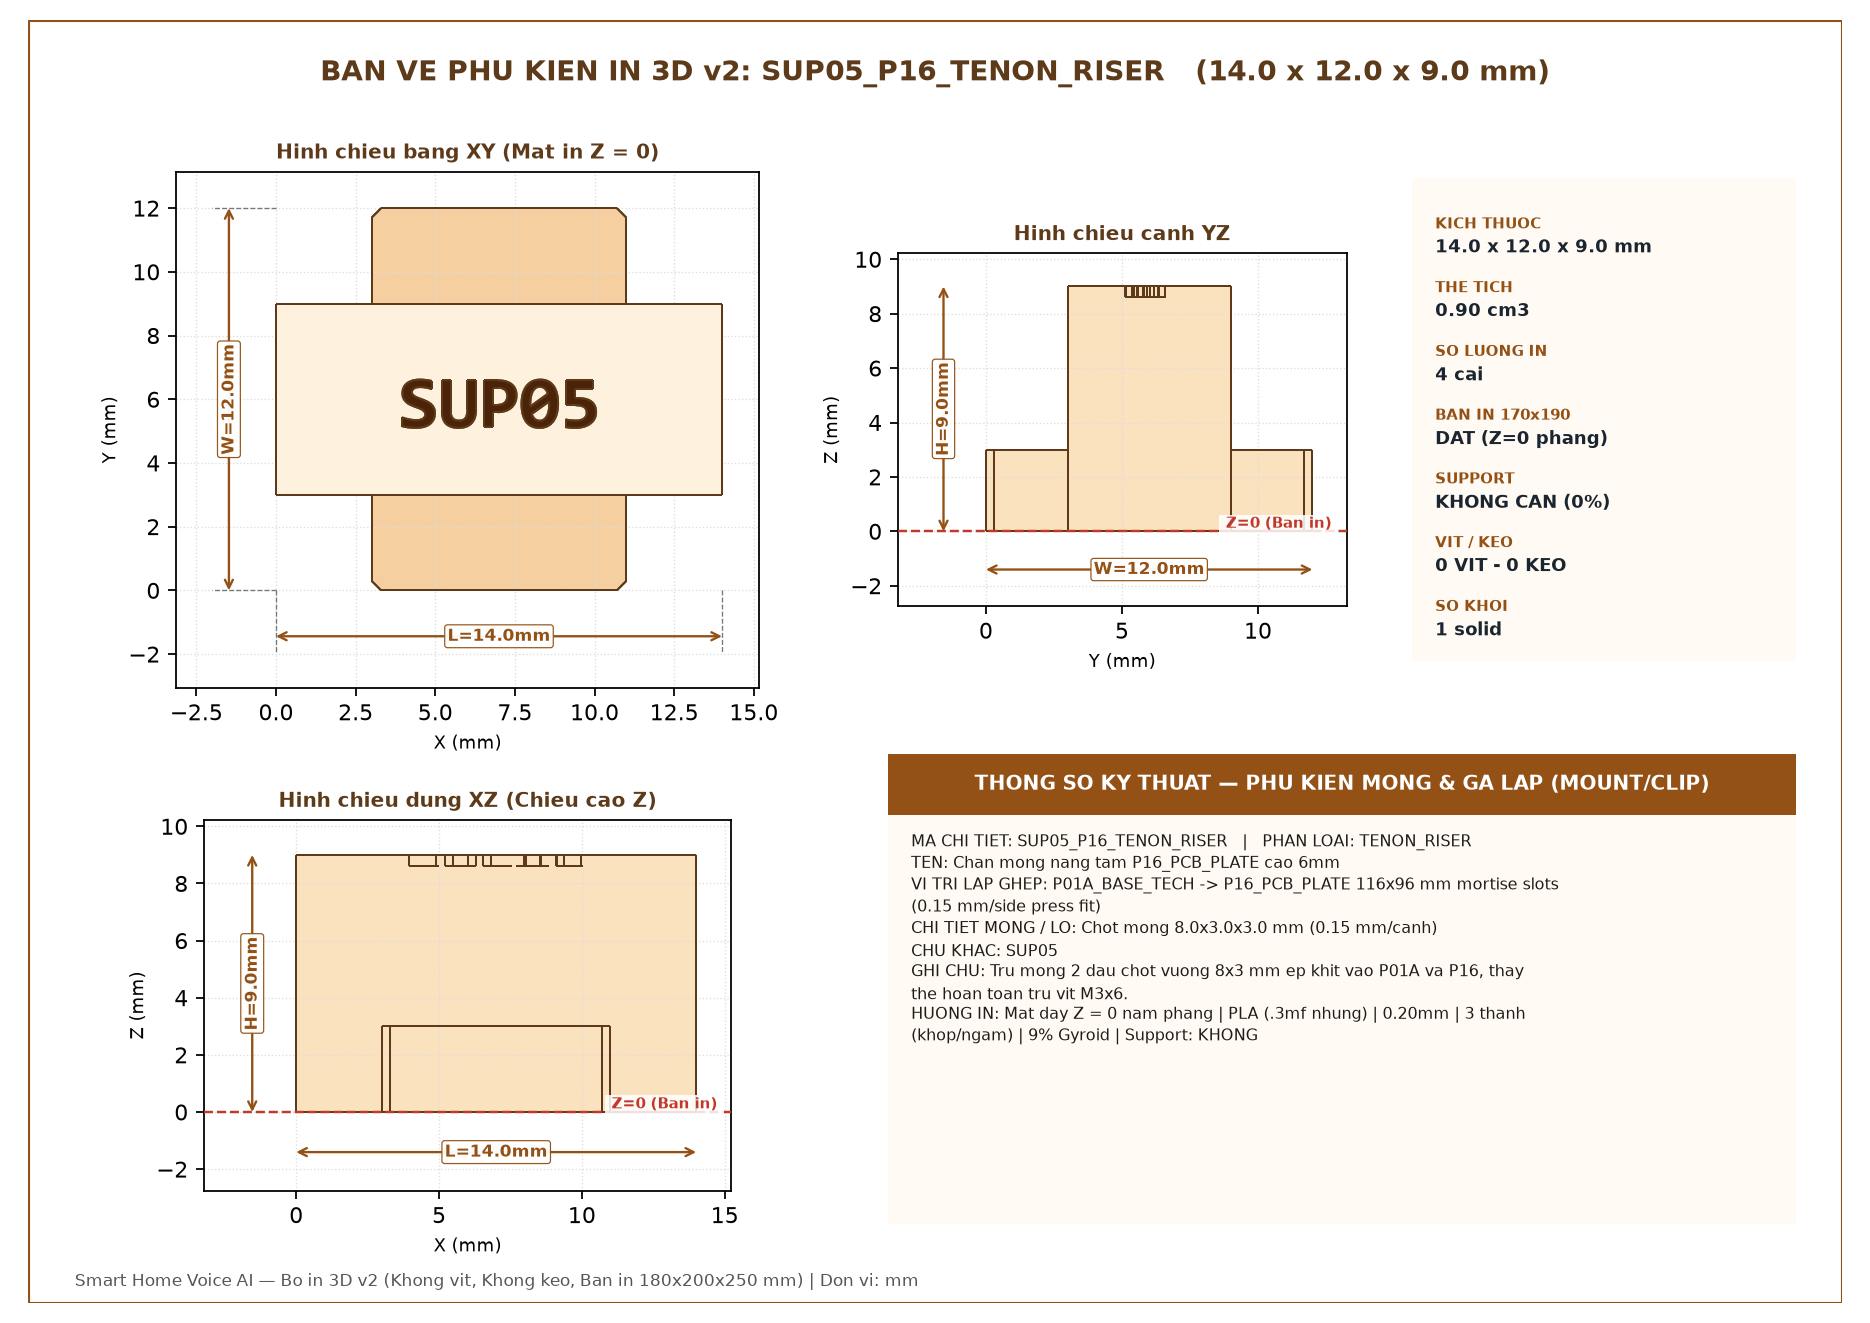 BAN VE PHU KIEN IN 3D v2: SUP05_P16_TENON_RISER (14.0 x 12.0 x 9.0 mm)
Hinh chieu bang XY (Mat in Z = 0)
12
10
8
6
4
2
0
−2
Y (mm)
W=12.0mm
SUP05
L=14.0mm
−2.5 0.0 2.5 5.0 7.5 10.0 12.5 15.0
X (mm)
Hinh chieu canh YZ
10
8
6
4
2
0
−2
Z (mm)
H=9.0mm
Z=0 (Ban in)
W=12.0mm
0 5 10
Y (mm)
KICH THUOC
14.0 x 12.0 x 9.0 mm
THE TICH
0.90 cm3
SO LUONG IN
4 cai
BAN IN 170x190
DAT (Z=0 phang)
SUPPORT
KHONG CAN (0%)
VIT / KEO
0 VIT - 0 KEO
SO KHOI
1 solid
Hinh chieu dung XZ (Chieu cao Z)
10
8
6
4
2
0
−2
Z (mm)
H=9.0mm
Z=0 (Ban in)
L=14.0mm
0 5 10 15
X (mm)
THONG SO KY THUAT — PHU KIEN MONG & GA LAP (MOUNT/CLIP)
MA CHI TIET: SUP05_P16_TENON_RISER | PHAN LOAI: TENON_RISER
TEN: Chan mong nang tam P16_PCB_PLATE cao 6mm
VI TRI LAP GHEP: P01A_BASE_TECH -> P16_PCB_PLATE 116x96 mm mortise slots
(0.15 mm/side press fit)
CHI TIET MONG / LO: Chot mong 8.0x3.0x3.0 mm (0.15 mm/canh)
CHU KHAC: SUP05
GHI CHU: Tru mong 2 dau chot vuong 8x3 mm ep khit vao P01A va P16, thay
the hoan toan tru vit M3x6.
HUONG IN: Mat day Z = 0 nam phang | PLA (.3mf nhung) | 0.20mm | 3 thanh
(khop/ngam) | 9% Gyroid | Support: KHONG
Smart Home Voice AI — Bo in 3D v2 (Khong vit, Khong keo, Ban in 180x200x250 mm) | Don vi: mm